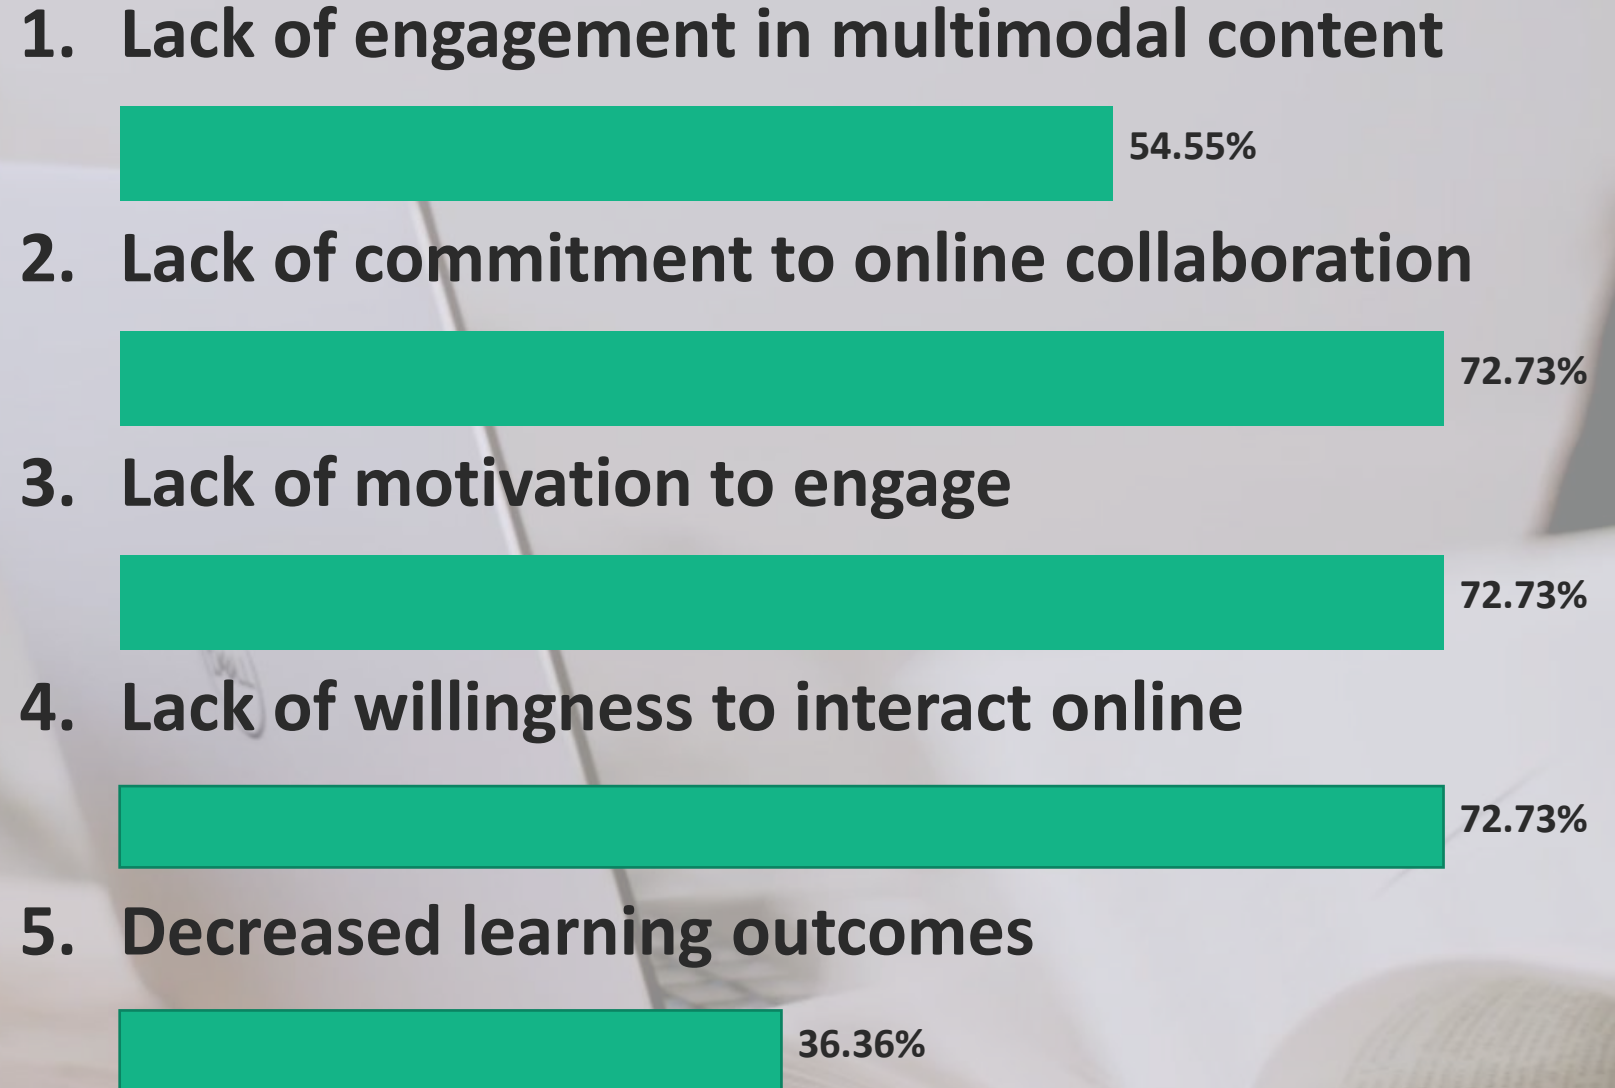 1. Lack of engagement in multimodal content
54.55%
2. Lack of commitment to online collaboration
72.73%
3. Lack of motivation to engage
72.73%
4. Lack of willingness to interact online
72.73%
5. Decreased learning outcomes
36.36%